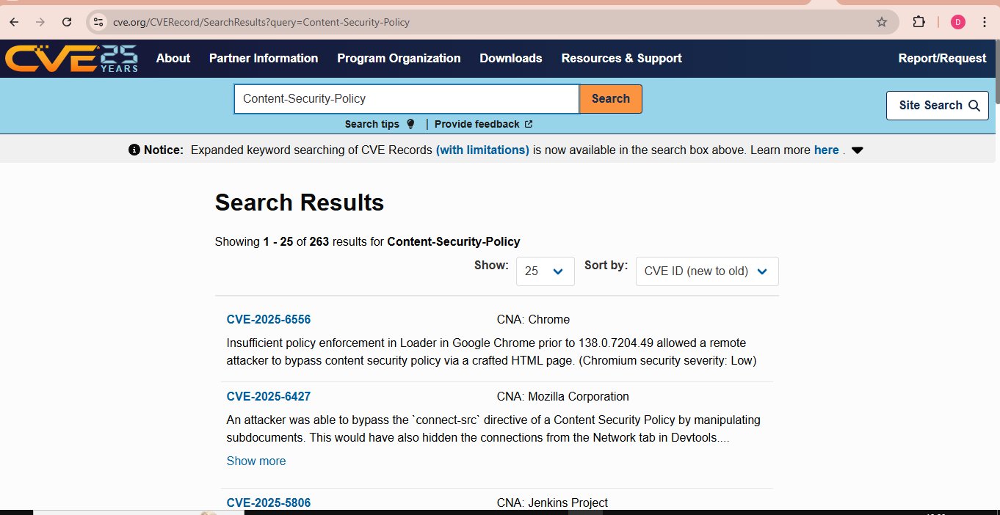 cve.org/CVERecord/SearchResults?query=Content-Security-Policy
D
CVE 25 YEARS
About Partner Information Program Organization Downloads Resources & Support Report/Request
Content-Security-Policy Search
Site Search
Search tips | Provide feedback
Notice: Expanded keyword searching of CVE Records (with limitations) is now available in the search box above. Learn more here .
Search Results
Showing 1 - 25 of 263 results for Content-Security-Policy
Show: 25 Sort by: CVE ID (new to old)
CVE-2025-6556 CNA: Chrome
Insufficient policy enforcement in Loader in Google Chrome prior to 138.0.7204.49 allowed a remote
attacker to bypass content security policy via a crafted HTML page. (Chromium security severity: Low)
CVE-2025-6427 CNA: Mozilla Corporation
An attacker was able to bypass the `connect-src` directive of a Content Security Policy by manipulating
subdocuments. This would have also hidden the connections from the Network tab in Devtools....
Show more
CVE-2025-5806 CNA: Jenkins Project